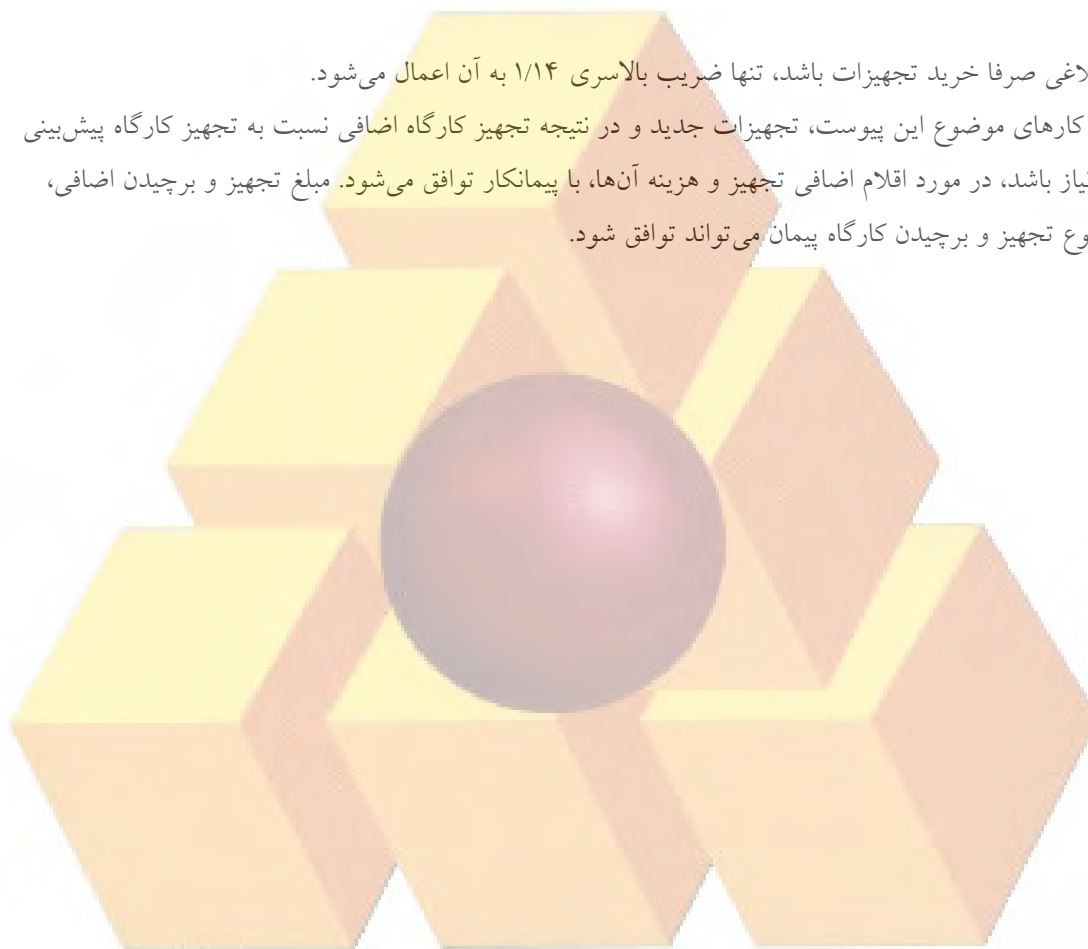 لاغی صرفا خرید تجهیزات باشد، تنها ضریب بالاسری ۱/۱۴ به آن اعمال می‌شود.
کارهای موضوع این پیوست، تجهیزات جدید و در نتیجه تجهیز کارگاه اضافی نسبت به تجهیز کارگاه پیش‌بینی
نیاز باشد، در مورد اقلام اضافی تجهیز و هزینه آن‌ها، با پیمانکار توافق می‌شود. مبلغ تجهیز و برچیدن اضافی،
وع تجهیز و برچیدن کارگاه پیمان می‌تواند توافق شود.